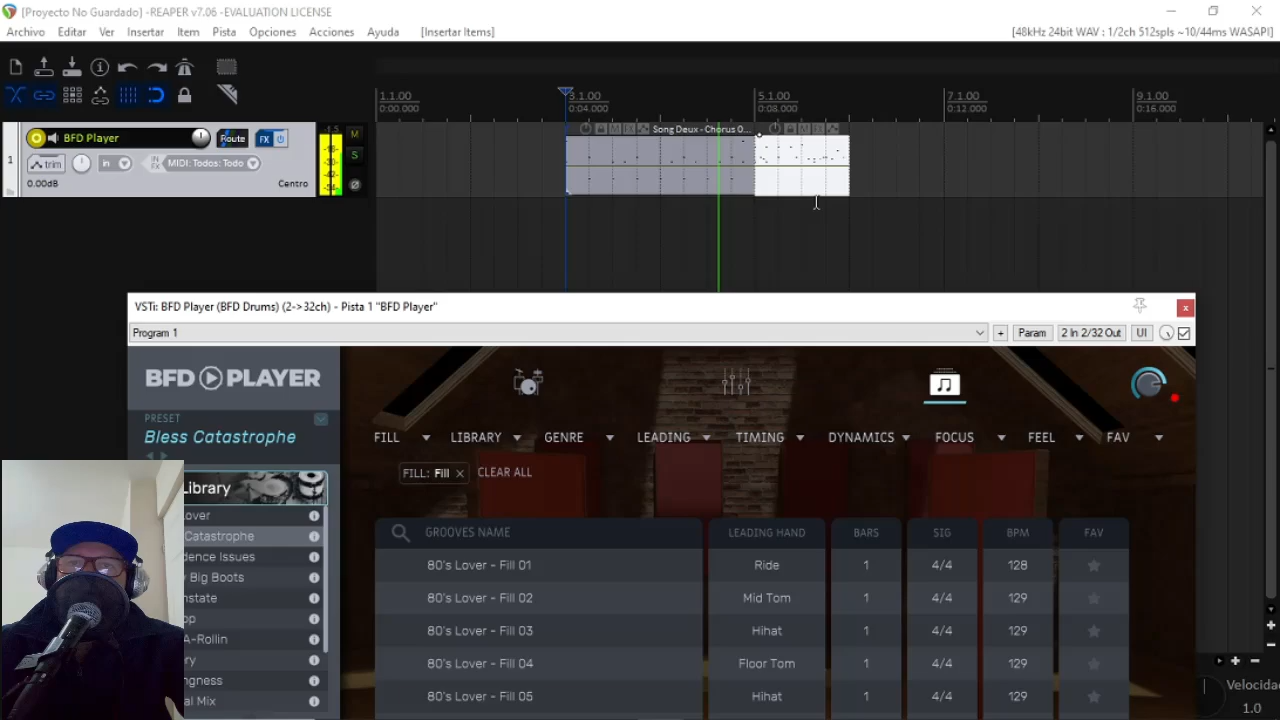 [Proyecto No Guardado] -REAPER v7.06 -EVALUATION LICENSE
Archivo Editar Ver Insertar Item Pista Opciones Acciones Ayuda [Insertar Items]
[48kHz 24bit WAV : 1/2ch 512spls ~10/44ms WASAPI]
1.1.00 3.1.00 5.1.00 7.1.00 9.1.00
0:00.000 0:04.000 0:08.000 0:12.000 0:16.000
Song Deux - Chorus O...
1 BFD Player Route FX M
trim in IN FX MIDI: Todos: Todo S
0.00dB Centro
VSTi: BFD Player (BFD Drums) (2->32ch) - Pista 1 "BFD Player"
Program 1 + Param 2 In 2/32 Out UI
BFD PLAYER
PRESET
Bless Catastrophe
FILL LIBRARY GENRE LEADING TIMING DYNAMICS FOCUS FEEL FAV
FILL: Fill CLEAR ALL
Library
over
Catastrophe
dence Issues
Big Boots
nstate
op
A-Rollin
ry
ngness
al Mix
GROOVES NAME LEADING HAND BARS SIG BPM FAV
80's Lover - Fill 01 Ride 1 4/4 128
80's Lover - Fill 02 Mid Tom 1 4/4 129
80's Lover - Fill 03 Hihat 1 4/4 129
80's Lover - Fill 04 Floor Tom 1 4/4 129
80's Lover - Fill 05 Hihat 1 4/4 129
Velocida
1.0